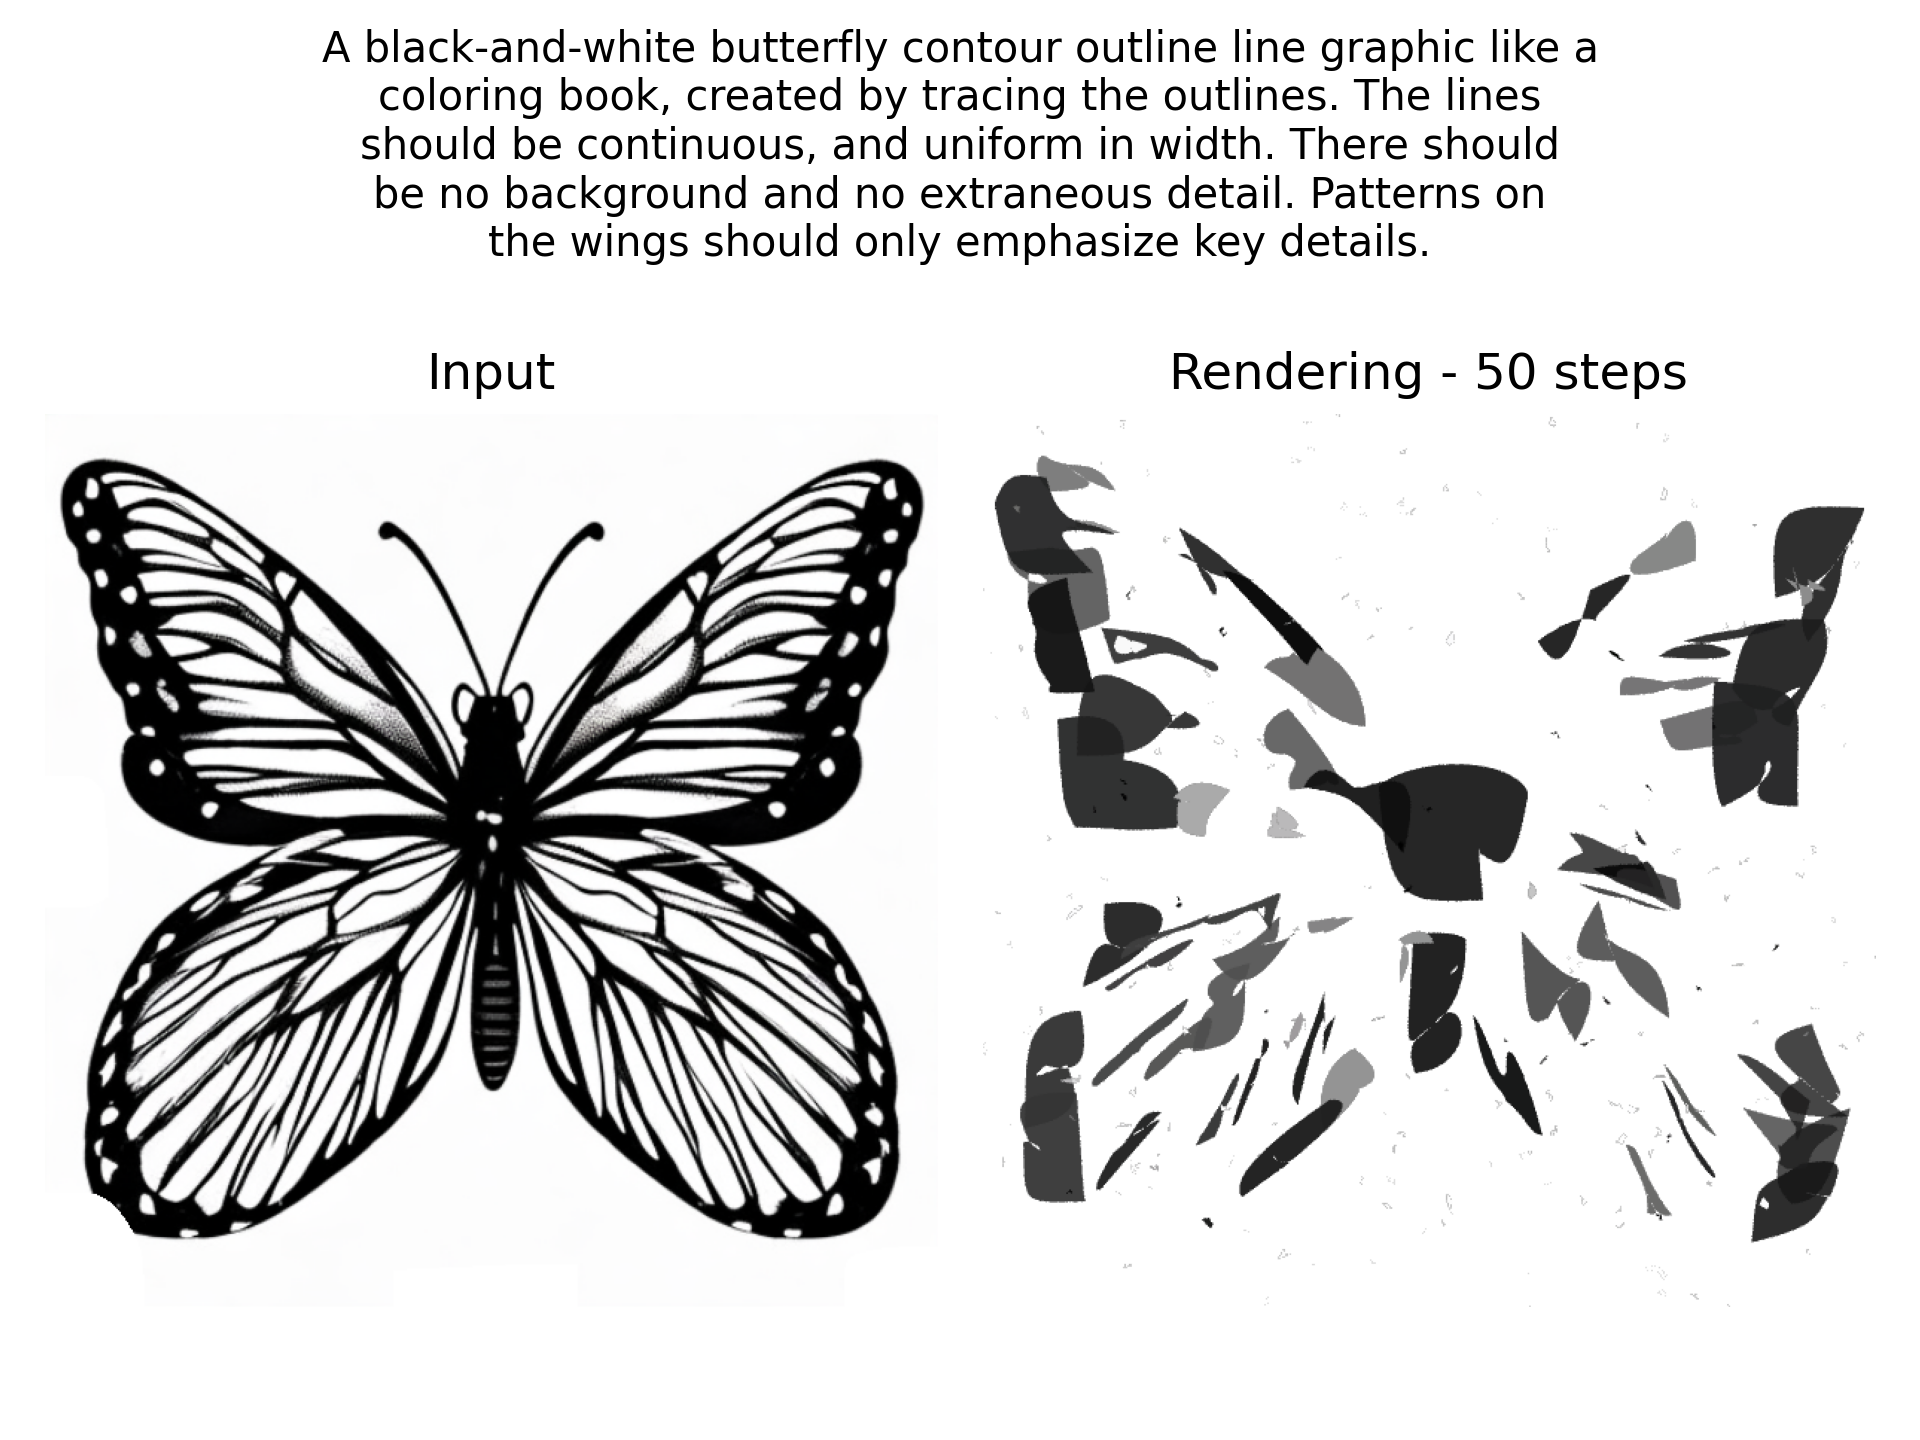 A black-and-white butterfly contour outline line graphic like a
coloring book, created by tracing the outlines. The lines
should be continuous, and uniform in width. There should
be no background and no extraneous detail. Patterns on
the wings should only emphasize key details.
Input
Rendering - 50 steps